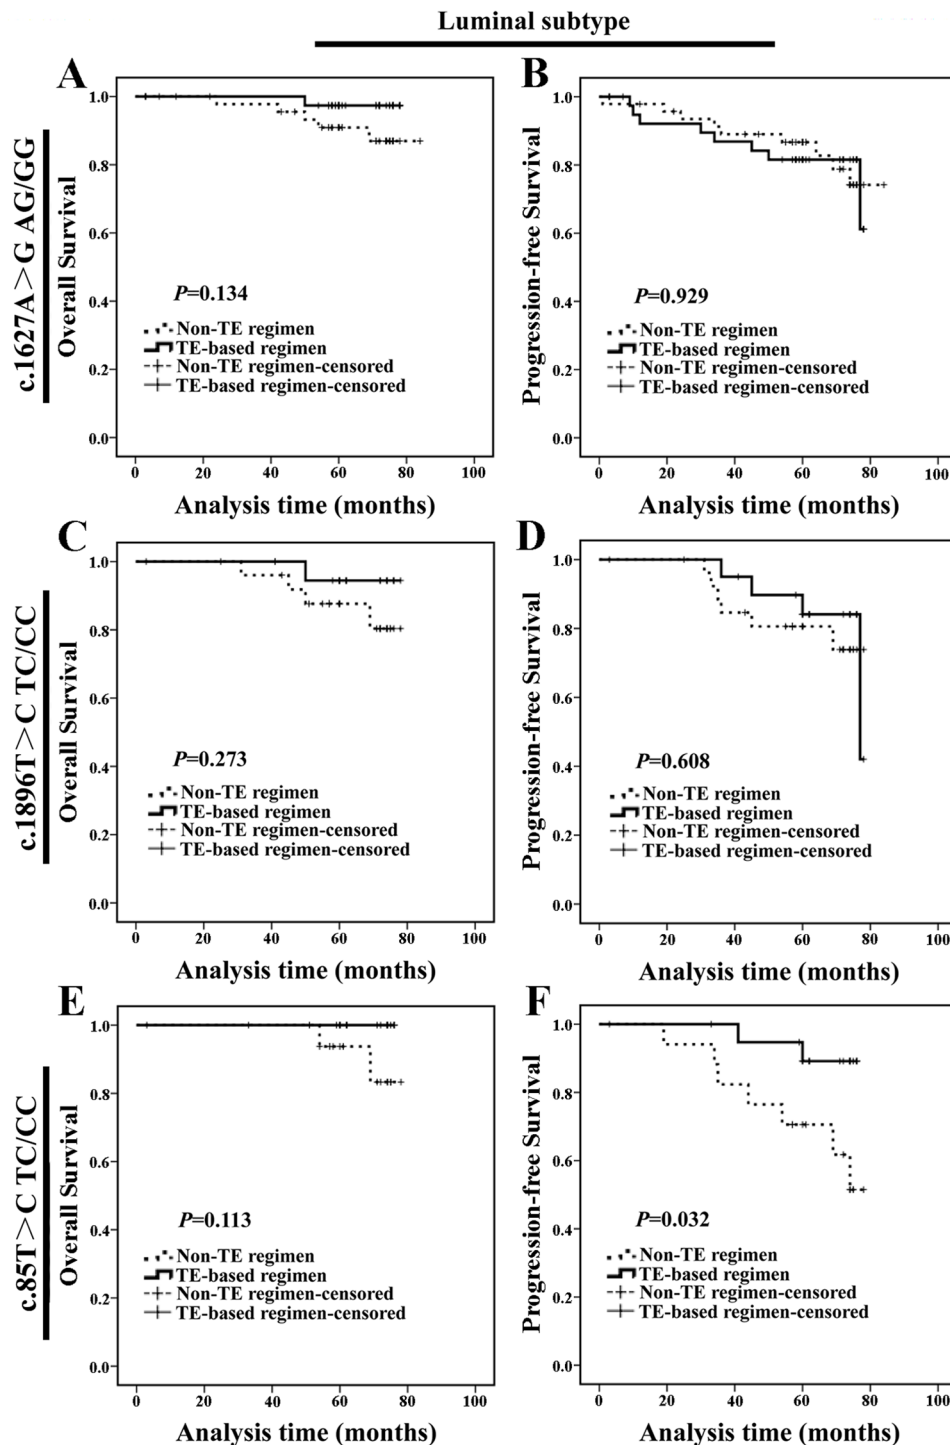 Luminal subtype
c.1627A>G AG/GG
A
Overall Survival
1.0
0.8
0.6
0.4
0.2
0.0
P=0.134
Non-TE regimen
TE-based regimen
Non-TE regimen-censored
TE-based regimen-censored
0 20 40 60 80 100
Analysis time (months)
B
Progression-free Survival
1.0
0.8
0.6
0.4
0.2
0.0
P=0.929
Non-TE regimen
TE-based regimen
Non-TE regimen-censored
TE-based regimen-censored
0 20 40 60 80 100
Analysis time (months)
c.1896T>C TC/CC
C
Overall Survival
1.0
0.8
0.6
0.4
0.2
0.0
P=0.273
Non-TE regimen
TE-based regimen
Non-TE regimen-censored
TE-based regimen-censored
0 20 40 60 80 100
Analysis time (months)
D
Progression-free Survival
1.0
0.8
0.6
0.4
0.2
0.0
P=0.608
Non-TE regimen
TE-based regimen
Non-TE regimen-censored
TE-based regimen-censored
0 20 40 60 80 100
Analysis time (months)
c.85T>C TC/CC
E
Overall Survival
1.0
0.8
0.6
0.4
0.2
0.0
P=0.113
Non-TE regimen
TE-based regimen
Non-TE regimen-censored
TE-based regimen-censored
0 20 40 60 80 100
Analysis time (months)
F
Progression-free Survival
1.0
0.8
0.6
0.4
0.2
0.0
P=0.032
Non-TE regimen
TE-based regimen
Non-TE regimen-censored
TE-based regimen-censored
0 20 40 60 80 100
Analysis time (months)